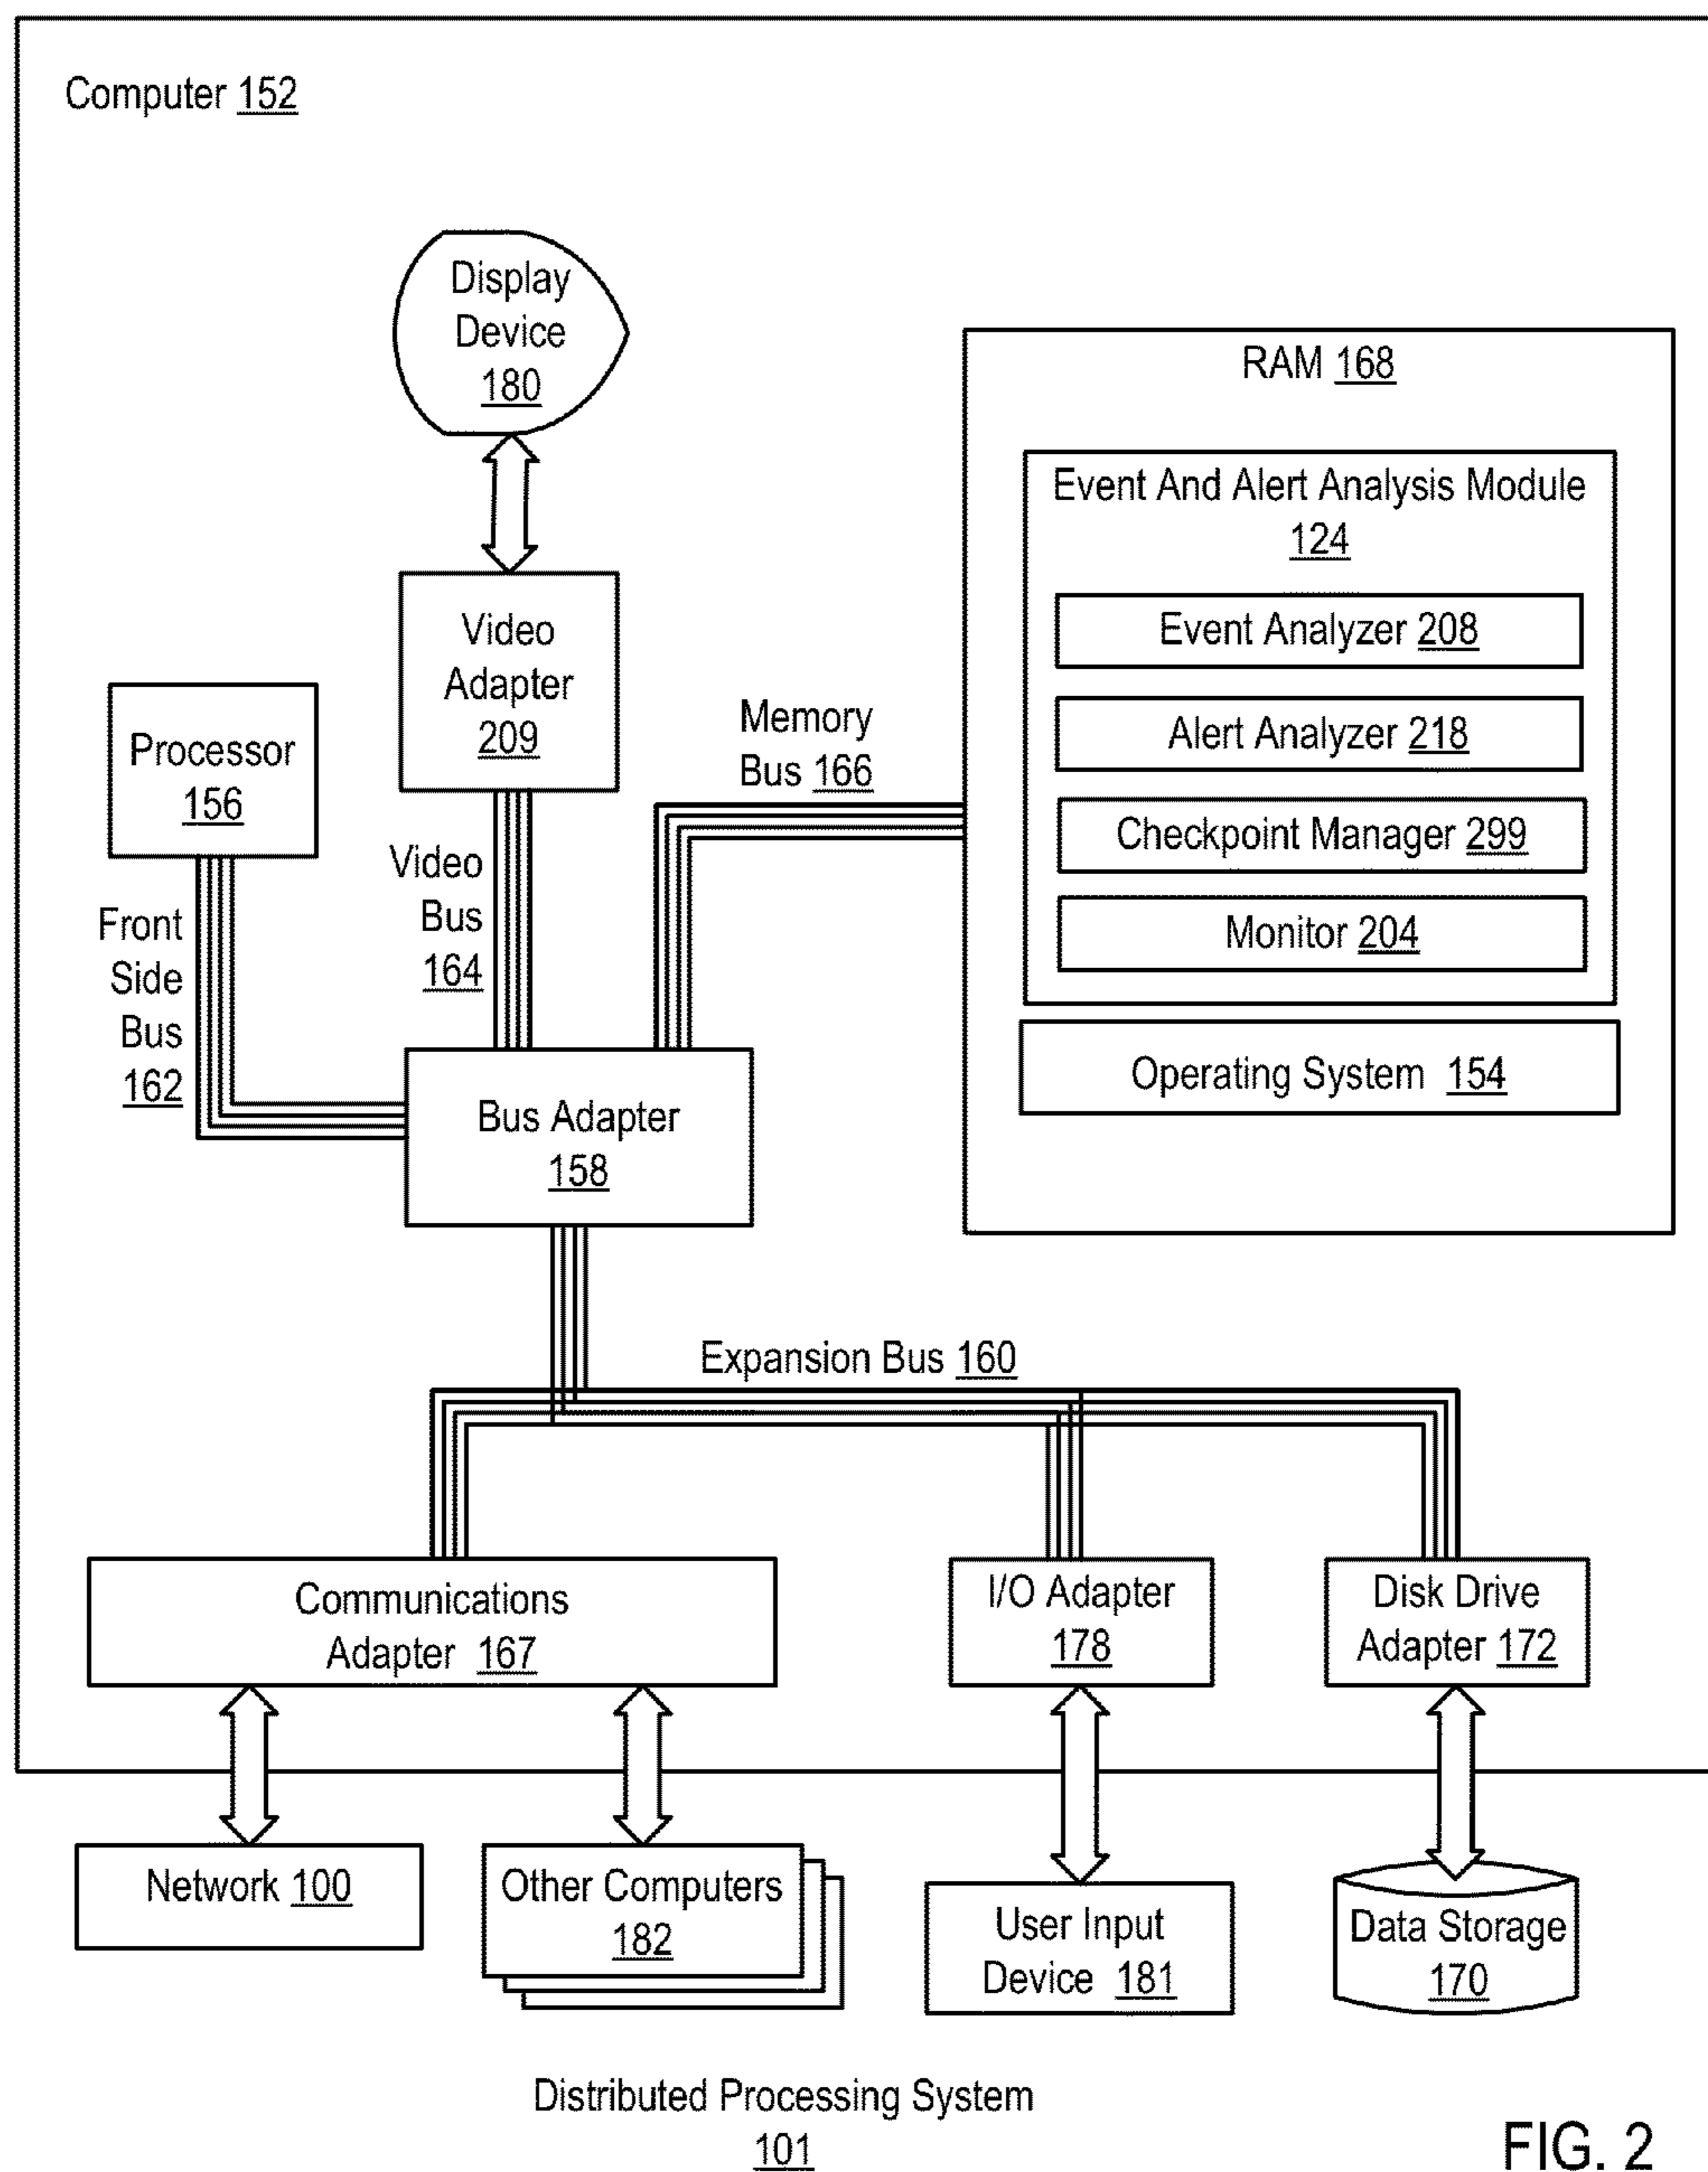 Computer 152
Display
Device
180
RAM 168
Event And Alert Analysis Module
124
Event Analyzer 208
Alert Analyzer 218
Checkpoint Manager 299
Monitor 204
Operating System 154
Video
Adapter
209
Processor
156
Memory
Bus 166
Video
Bus
164
Front
Side
Bus
162
Bus Adapter
158
Expansion Bus 160
Communications
Adapter 167
I/O Adapter
178
Disk Drive
Adapter 172
Network 100
Other Computers
182
User Input
Device 181
Data Storage
170
Distributed Processing System
101
FIG. 2